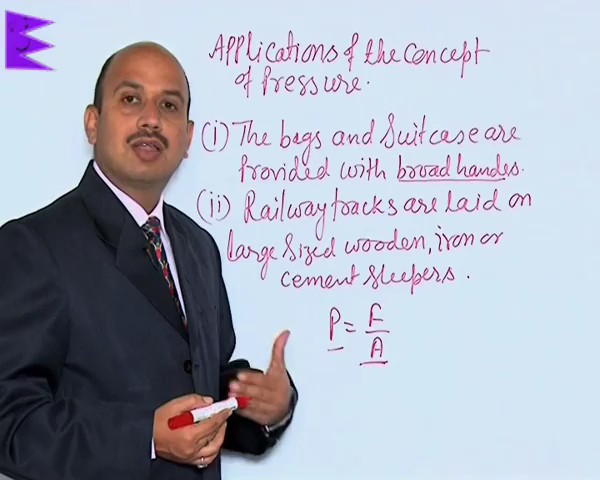 Applications of the concept
of Pressure.
(i) The bags and suitcase are
Provided with broad handes.
(ii) Railway tracks are laid on
large sized wooden, iron or
cement sleepers.
P = F
A